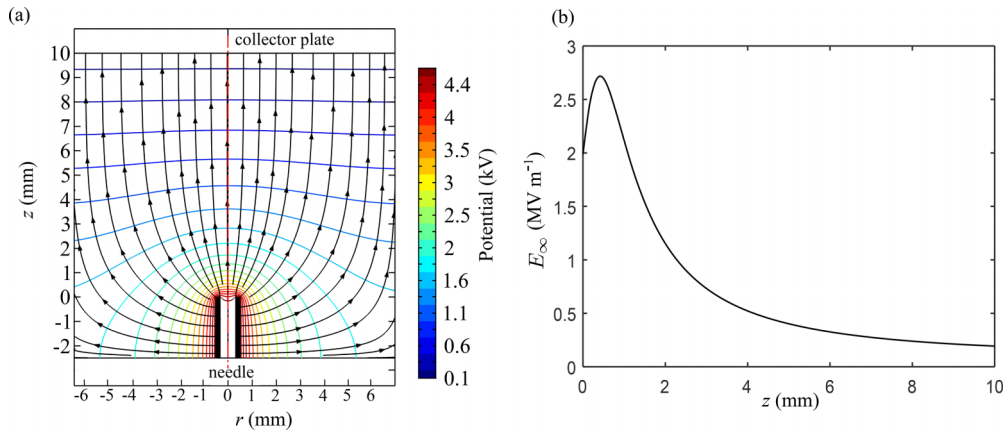 (a)
collector plate
10
9
8
7
6
5
4
3
2
1
0
-1
-2
z (mm)
needle
-6 -5 -4 -3 -2 -1 0 1 2 3 4 5 6
r (mm)
4.4
4
3.5
3
2.5
2
1.6
1.1
0.6
0.1
Potential (kV)
(b)
3
2.5
2
1.5
1
0.5
0
E∞ (MV m⁻¹)
0 2 4 6 8 10
z (mm)